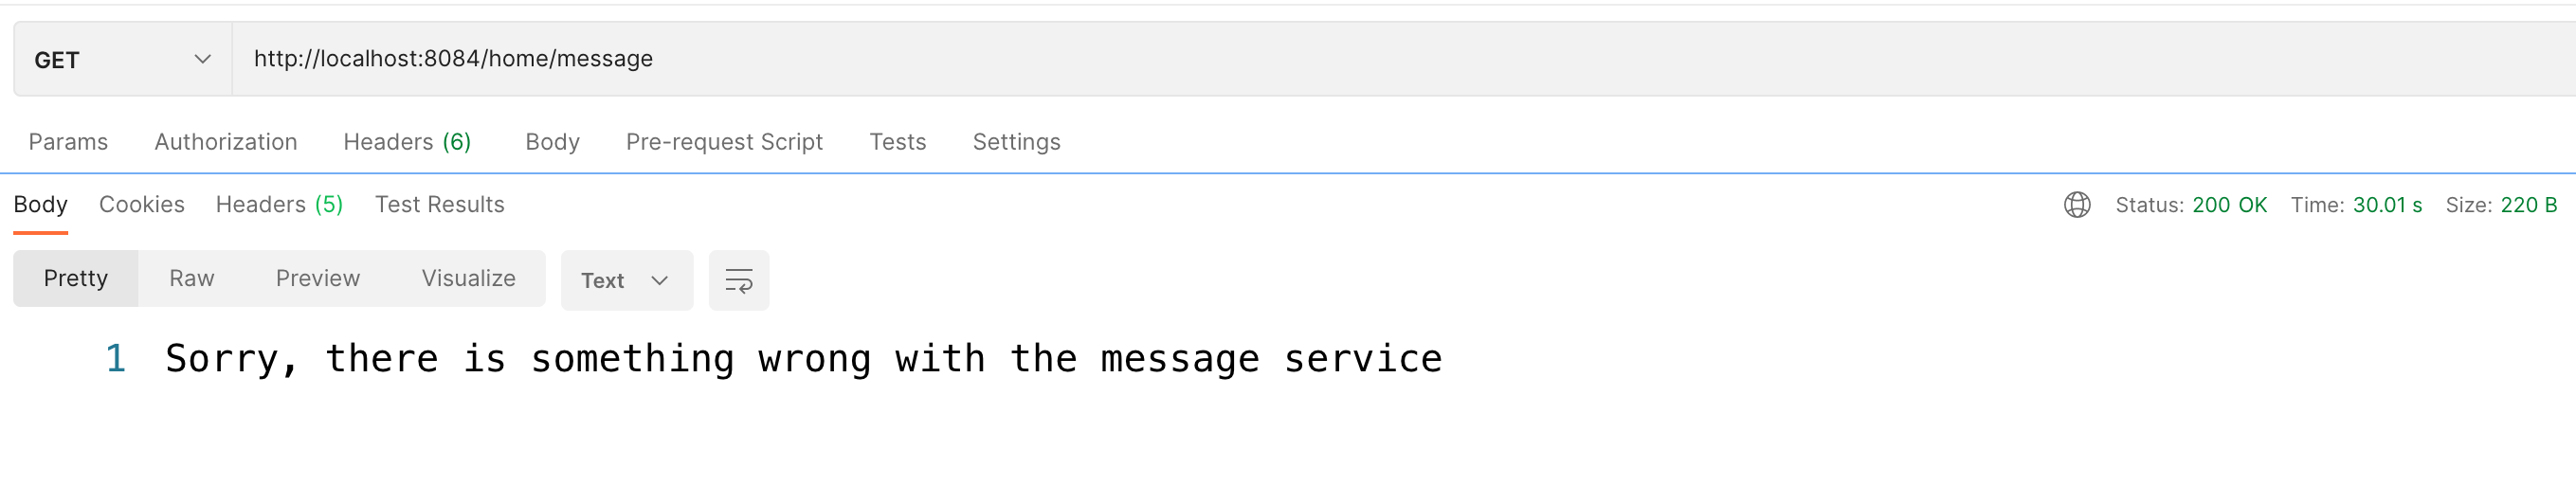 GET http://localhost:8084/home/message
Params Authorization Headers (6) Body Pre-request Script Tests Settings
Body Cookies Headers (5) Test Results Status: 200 OK Time: 30.01 s Size: 220 B
Pretty Raw Preview Visualize Text
1 Sorry, there is something wrong with the message service